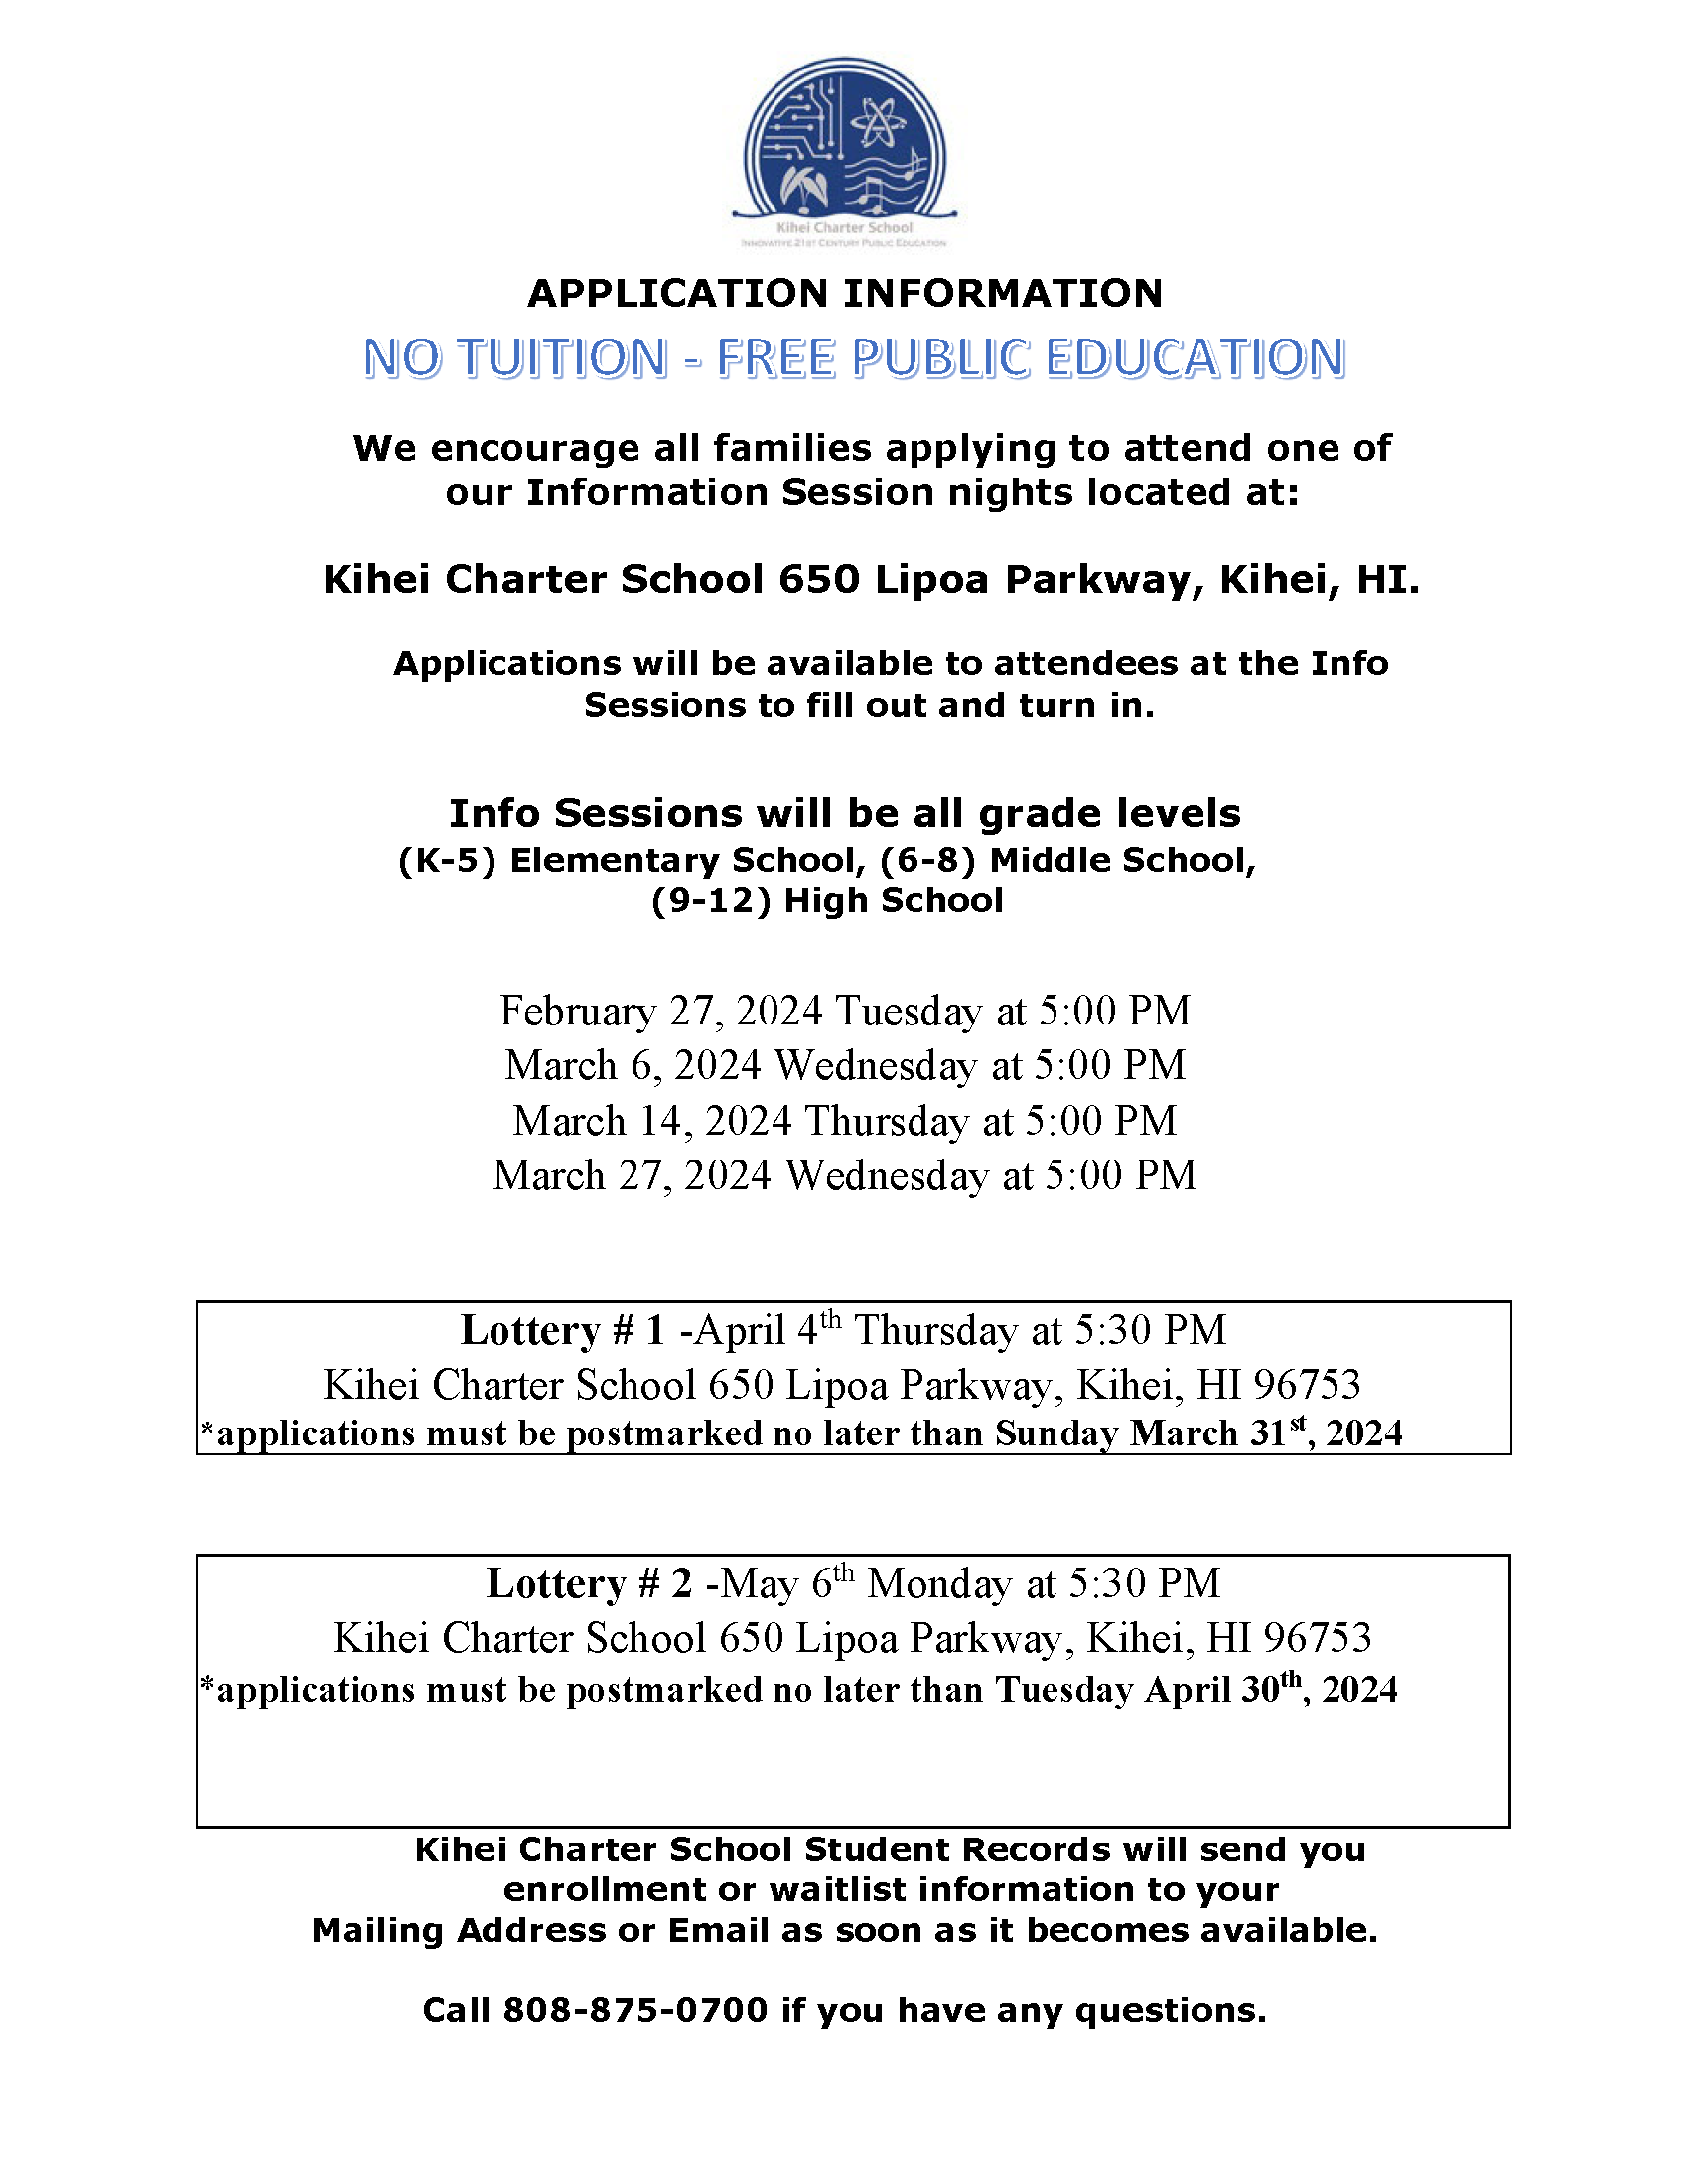 Kihei Charter School
INNOVATIVE 21ST CENTURY PUBLIC EDUCATION
APPLICATION INFORMATION
NO TUITION - FREE PUBLIC EDUCATION
We encourage all families applying to attend one of
our Information Session nights located at:
Kihei Charter School 650 Lipoa Parkway, Kihei, HI.
Applications will be available to attendees at the Info
Sessions to fill out and turn in.
Info Sessions will be all grade levels
(K-5) Elementary School, (6-8) Middle School,
(9-12) High School
February 27, 2024 Tuesday at 5:00 PM
March 6, 2024 Wednesday at 5:00 PM
March 14, 2024 Thursday at 5:00 PM
March 27, 2024 Wednesday at 5:00 PM
Lottery # 1 -April 4th Thursday at 5:30 PM
Kihei Charter School 650 Lipoa Parkway, Kihei, HI 96753
*applications must be postmarked no later than Sunday March 31st, 2024
Lottery # 2 -May 6th Monday at 5:30 PM
Kihei Charter School 650 Lipoa Parkway, Kihei, HI 96753
*applications must be postmarked no later than Tuesday April 30th, 2024
Kihei Charter School Student Records will send you
enrollment or waitlist information to your
Mailing Address or Email as soon as it becomes available.
Call 808-875-0700 if you have any questions.